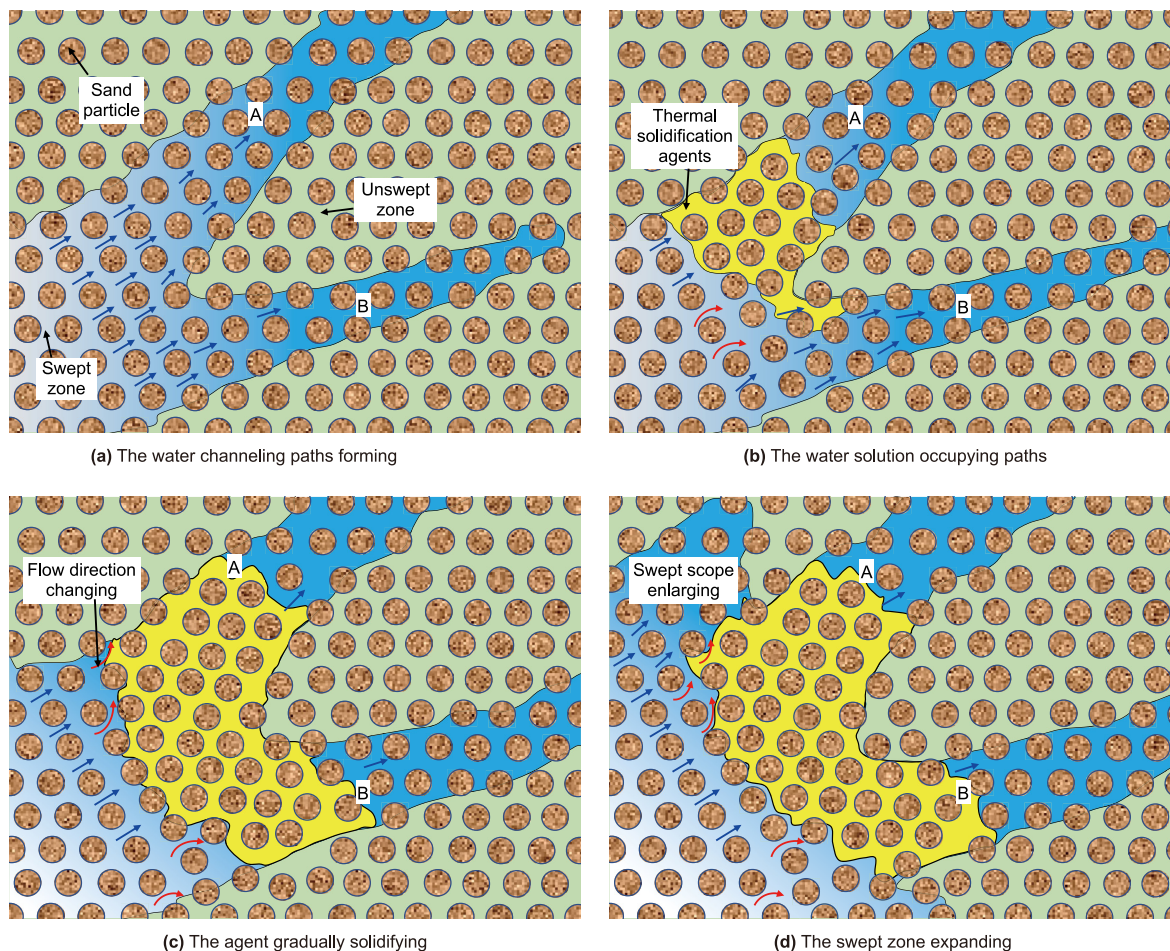 Sand
particle
A
Unswept
zone
B
Swept
zone
(a) The water channeling paths forming
Thermal
solidification
agents
A
B
(b) The water solution occupying paths
Flow direction
changing
A
B
(c) The agent gradually solidifying
Swept scope
enlarging
A
B
(d) The swept zone expanding